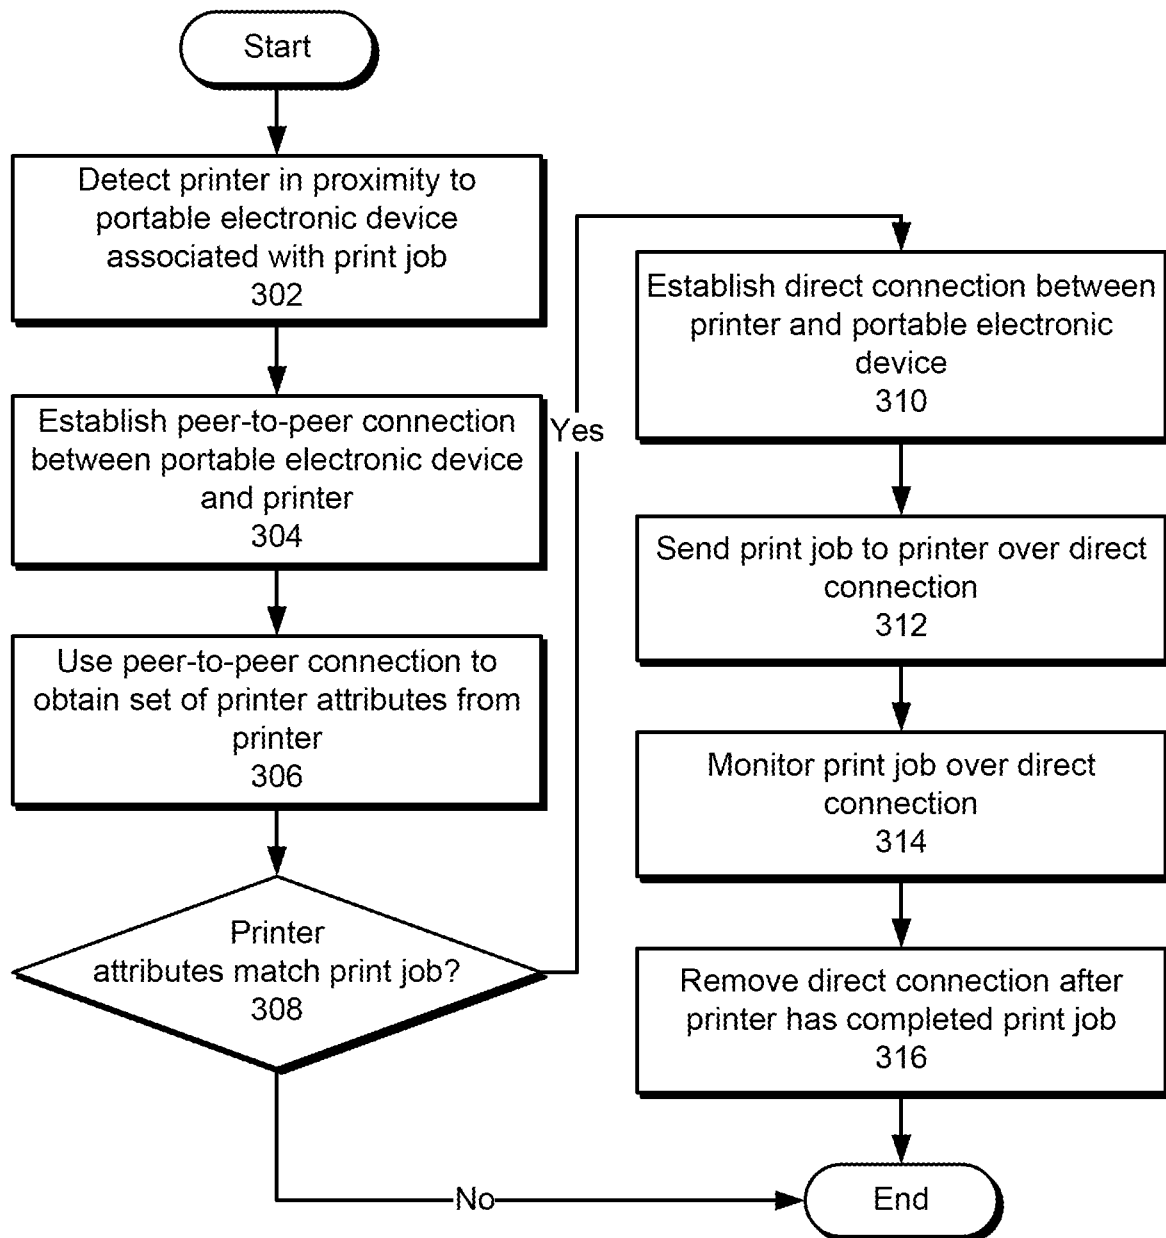 Start
Detect printer in proximity to
portable electronic device
associated with print job
302
Establish peer-to-peer connection
between portable electronic device
and printer
304
Use peer-to-peer connection to
obtain set of printer attributes from
printer
306
Printer
attributes match print job?
308
Yes
No
Establish direct connection between
printer and portable electronic
device
310
Send print job to printer over direct
connection
312
Monitor print job over direct
connection
314
Remove direct connection after
printer has completed print job
316
End